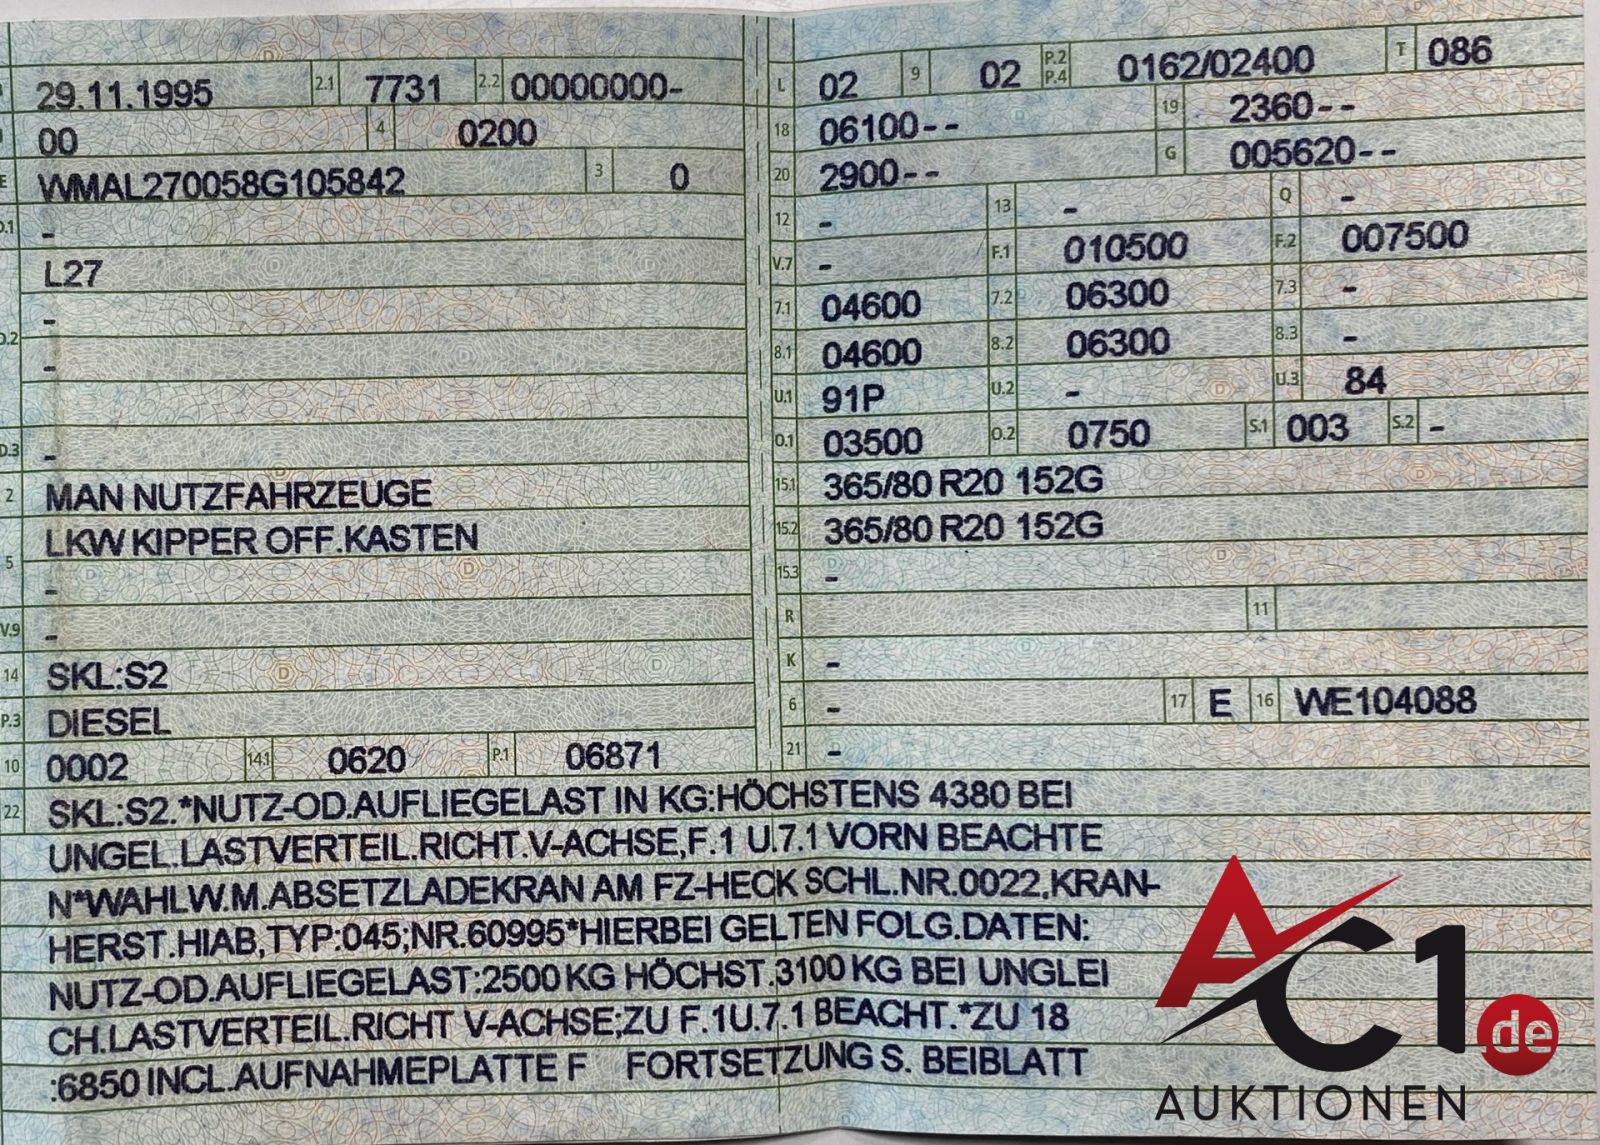 29.11.1995 2.1 7731 2.2 00000000-
00 4 0200
E WMAL270058G105842 3 0
D.1 -
L27
-
D.2 -
D.3 -
2 MAN NUTZFAHRZEUGE
LKW KIPPER OFF.KASTEN
5 -
V.9 -
14 SKL:S2
P.3 DIESEL
10 0002 14.1 0620 P.1 06871
L 02 9 02 P.2 P.4 0162/02400 T 086
18 06100-- 19 2360--
20 2900-- G 005620--
12 - 13 - Q -
V.7 - F.1 010500 F.2 007500
7.1 04600 7.2 06300 7.3 -
8.1 04600 8.2 06300 8.3 -
U.1 91P U.2 - U.3 84
O.1 03500 O.2 0750 S.1 003 S.2 -
15.1 365/80 R20 152G
15.2 365/80 R20 152G
15.3 -
R 11
K -
6 - 17 E 16 WE104088
21 -
22 SKL:S2.*NUTZ-OD.AUFLIEGELAST IN KG:HÖCHSTENS 4380 BEI
UNGEL.LASTVERTEIL.RICHT.V-ACHSE,F.1 U.7.1 VORN BEACHTE
N*WAHLW.M.ABSETZLADEKRAN AM FZ-HECK SCHL.NR.0022,KRAN-
HERST.HIAB,TYP:045;NR.60995*HIERBEI GELTEN FOLG.DATEN:
NUTZ-OD.AUFLIEGELAST:2500 KG HÖCHST.3100 KG BEI UNGLEI
CH.LASTVERTEIL.RICHT V-ACHSE;ZU F.1U.7.1 BEACHT.*ZU 18
:6850 INCL.AUFNAHMEPLATTE F FORTSETZUNG S. BEIBLATT
AC1.de
AUKTIONEN